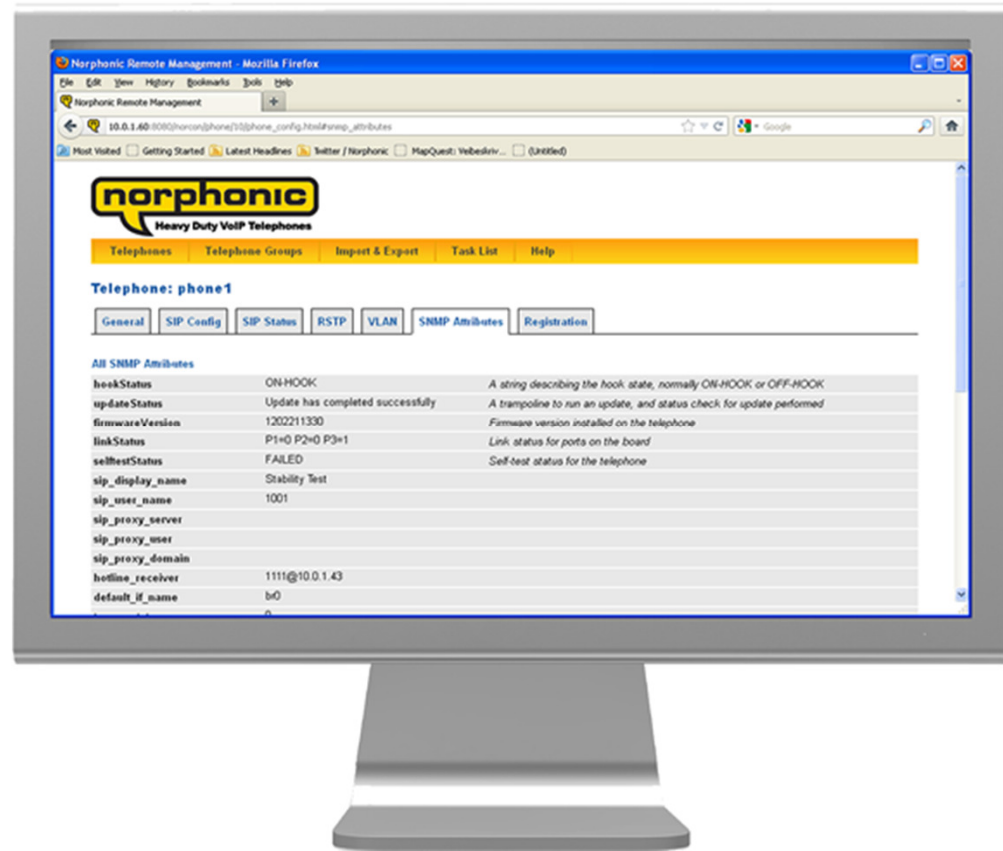 Norphonic Remote Management - Mozilla Firefox
File Edit View History Bookmarks Tools Help
Norphonic Remote Management +
10.0.1.60:8080/norcon/phone/10/phone_config.html#snmp_attributes Google
Most Visited Getting Started Latest Headlines Twitter / Norphonic MapQuest: Veibeskriv... (Untitled)
norphonic
Heavy Duty VoIP Telephones
Telephones Telephone Groups Import & Export Task List Help
Telephone: phone1
General SIP Config SIP Status RSTP VLAN SNMP Attributes Registration
All SNMP Attributes
hookStatus ON-HOOK A string describing the hook state, normally ON-HOOK or OFF-HOOK
updateStatus Update has completed successfully A trampoline to run an update, and status check for update performed
firmwareVersion 1202211330 Firmware version installed on the telephone
linkStatus P1=0 P2=0 P3=1 Link status for ports on the board
selftestStatus FAILED Self-test status for the telephone
sip_display_name Stability Test
sip_user_name 1001
sip_proxy_server
sip_proxy_user
sip_proxy_domain
hotline_receiver 1111@10.0.1.43
default_if_name br0